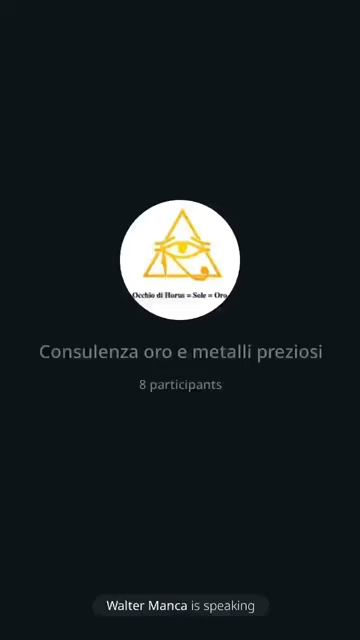 Occhio di Horus = Sole = Oro
Consulenza oro e metalli preziosi
8 participants
Walter Manca is speaking